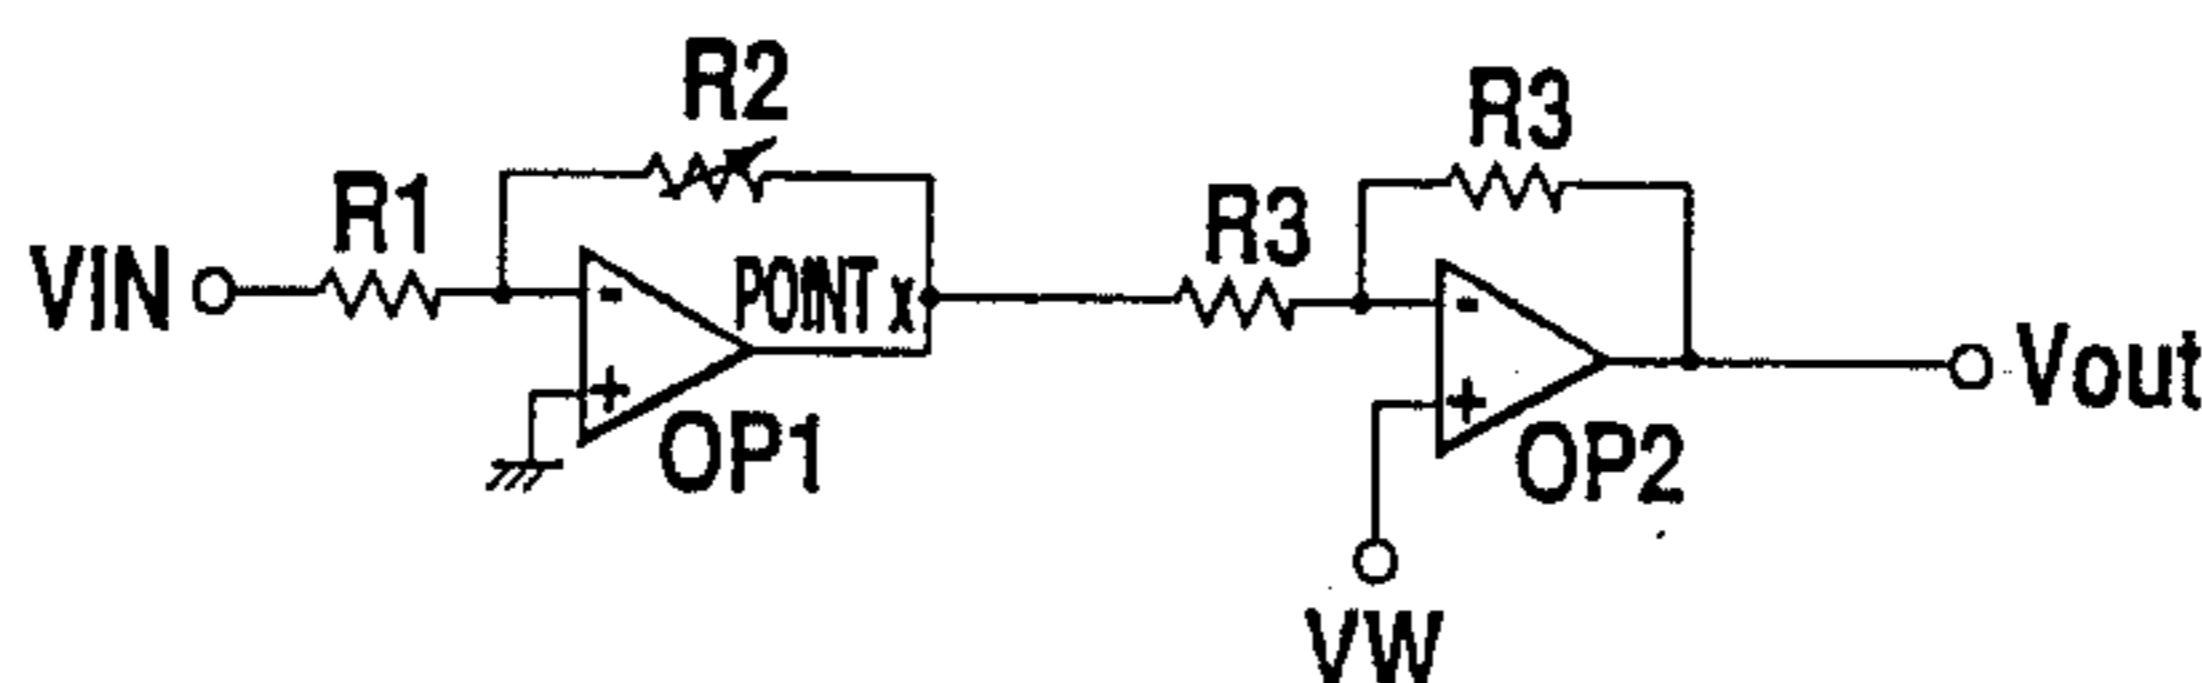 R2
R3
R1
R3
VIN
-
POINT X
-
Vout
+
+
OP1
OP2
VW